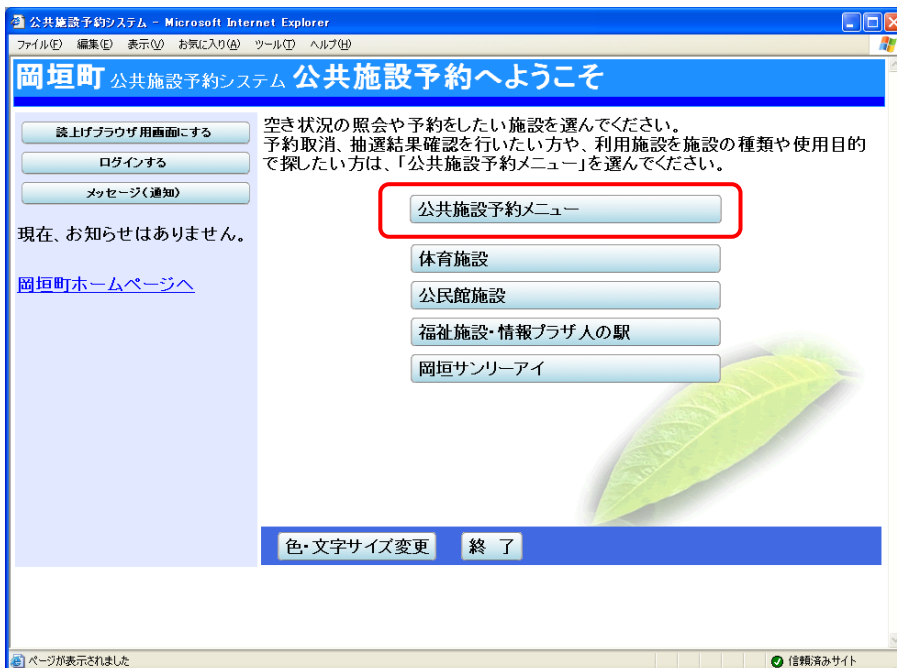 公共施設予約システム - Microsoft Internet Explorer
ファイル(F) 編集(E) 表示(V) お気に入り(A) ツール(T) ヘルプ(H)
岡垣町 公共施設予約システム 公共施設予約へようこそ
読上げブラウザ用画面にする
ログインする
メッセージ(通知)
現在、お知らせはありません。
岡垣町ホームページへ
空き状況の照会や予約をしたい施設を選んでください。
予約取消、抽選結果確認を行いたい方や、利用施設を施設の種類や使用目的
で探したい方は、「公共施設予約メニュー」を選んでください。
公共施設予約メニュー
体育施設
公民館施設
福祉施設・情報プラザ人の駅
岡垣サンリーアイ
色・文字サイズ変更
終 了
ページが表示されました
信頼済みサイト